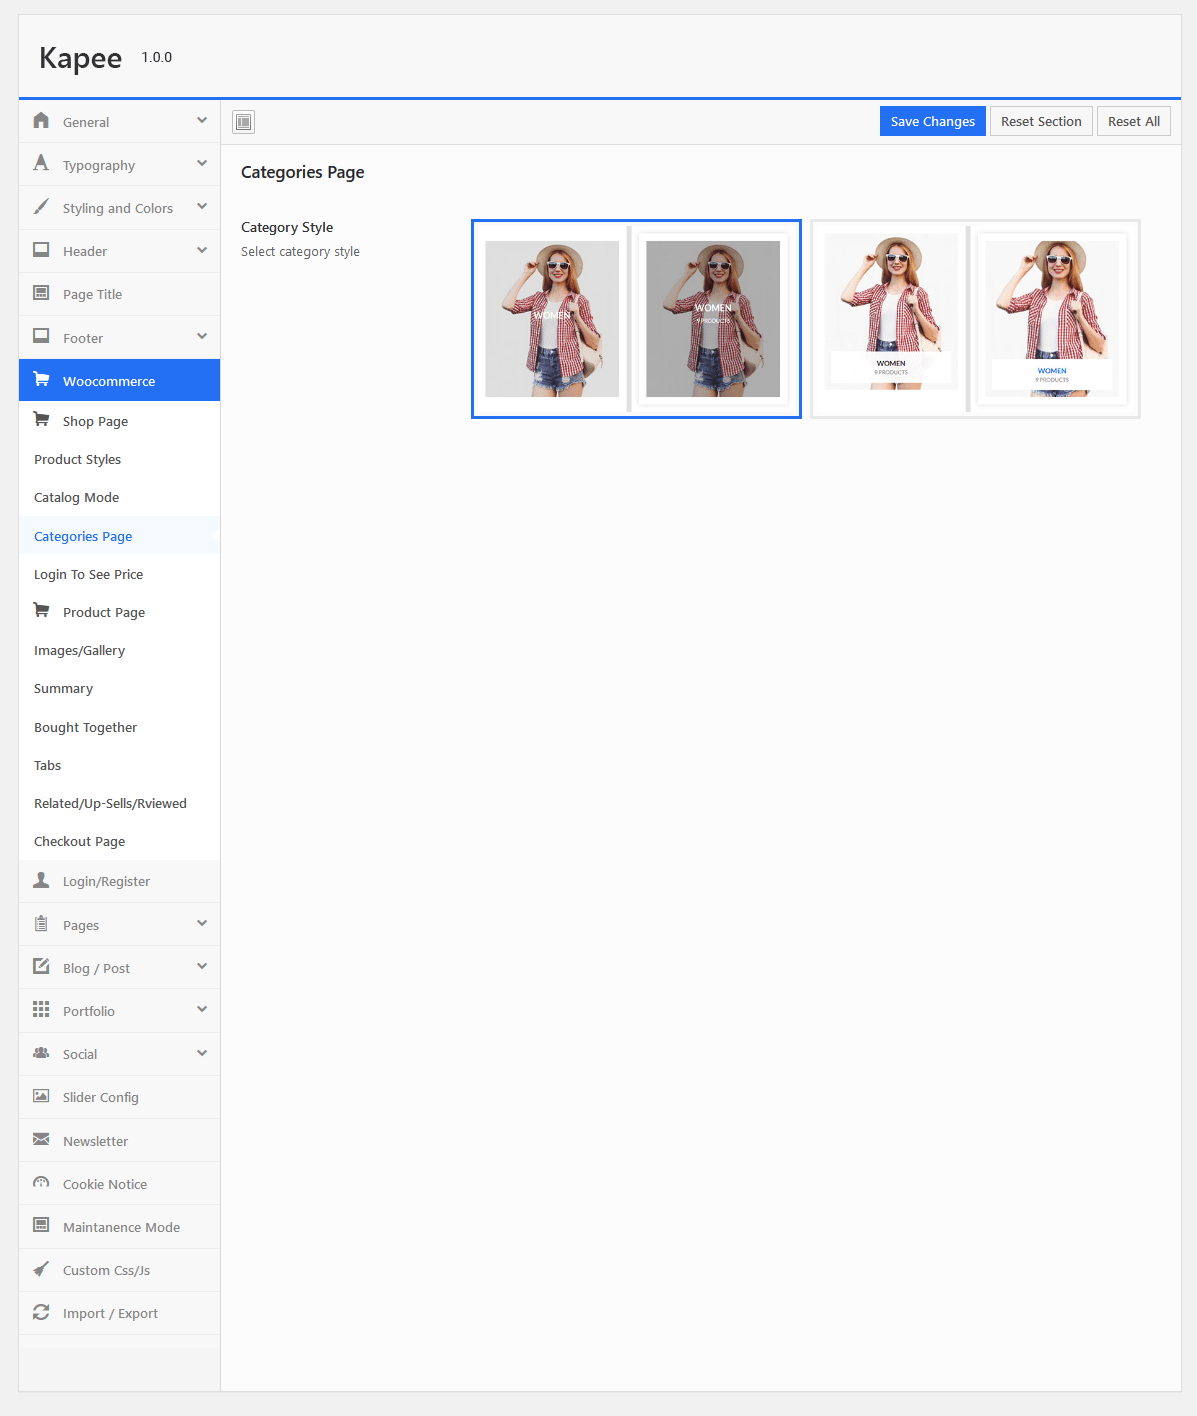 Kapee 1.0.0
Save Changes Reset Section Reset All
General
Typography
Styling and Colors
Header
Page Title
Footer
Woocommerce
Shop Page
Product Styles
Catalog Mode
Categories Page
Login To See Price
Product Page
Images/Gallery
Summary
Bought Together
Tabs
Related/Up-Sells/Rviewed
Checkout Page
Login/Register
Pages
Blog / Post
Portfolio
Social
Slider Config
Newsletter
Cookie Notice
Maintanence Mode
Custom Css/Js
Import / Export
Categories Page
Category Style
Select category style
WOMEN
WOMEN
9 PRODUCTS
WOMEN
9 PRODUCTS
WOMEN
9 PRODUCTS